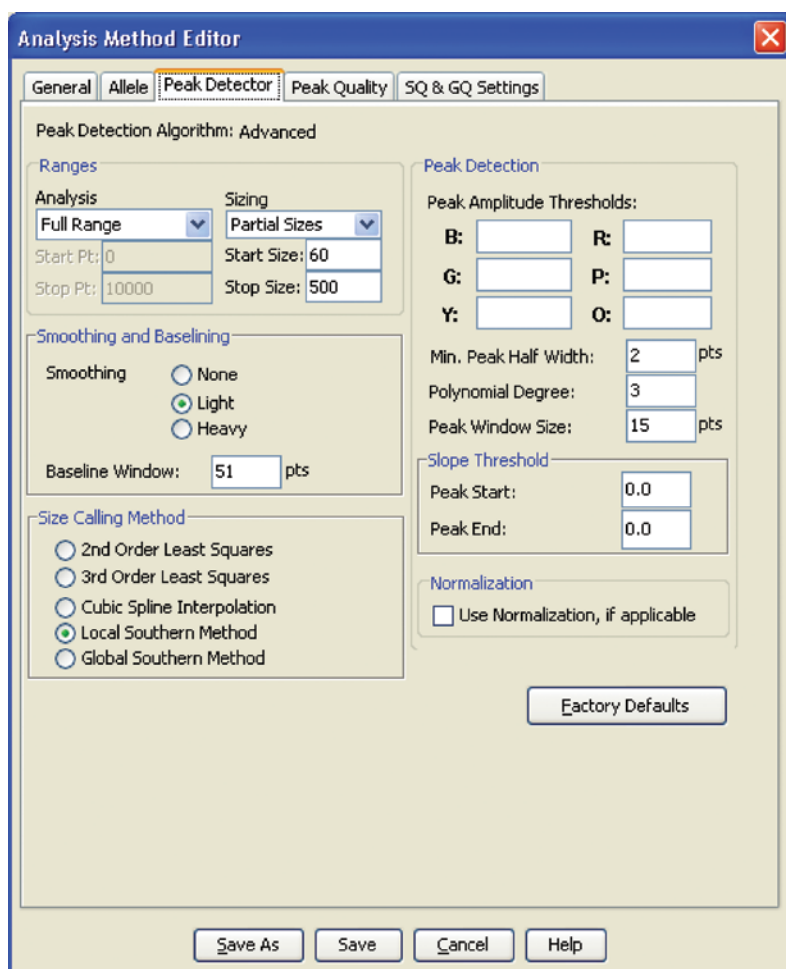 Analysis Method Editor
General Allele Peak Detector Peak Quality SQ & GQ Settings
Peak Detection Algorithm: Advanced
Ranges
Analysis Sizing
Full Range Partial Sizes
Start Pt: 0 Start Size: 60
Stop Pt: 10000 Stop Size: 500
Smoothing and Baselining
Smoothing None
Light
Heavy
Baseline Window: 51 pts
Size Calling Method
2nd Order Least Squares
3rd Order Least Squares
Cubic Spline Interpolation
Local Southern Method
Global Southern Method
Peak Detection
Peak Amplitude Thresholds:
B: R:
G: P:
Y: O:
Min. Peak Half Width: 2 pts
Polynomial Degree: 3
Peak Window Size: 15 pts
Slope Threshold
Peak Start: 0.0
Peak End: 0.0
Normalization
Use Normalization, if applicable
Factory Defaults
Save As Save Cancel Help